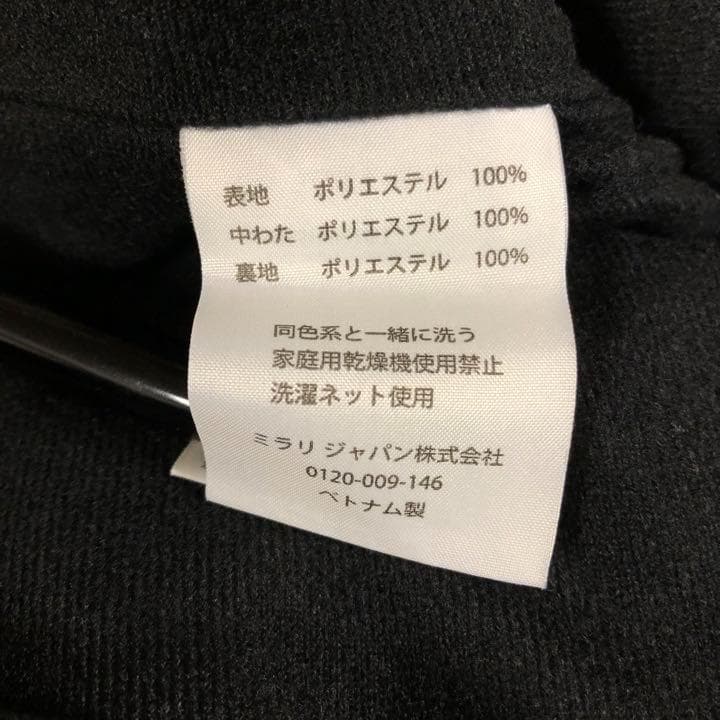 表地 ポリエステル 100%
中わた ポリエステル 100%
裏地 ポリエステル 100%
同色系と一緒に洗う
家庭用乾燥機使用禁止
洗濯ネット使用
ミラリ ジャパン株式会社
0120-009-146
ベトナム製